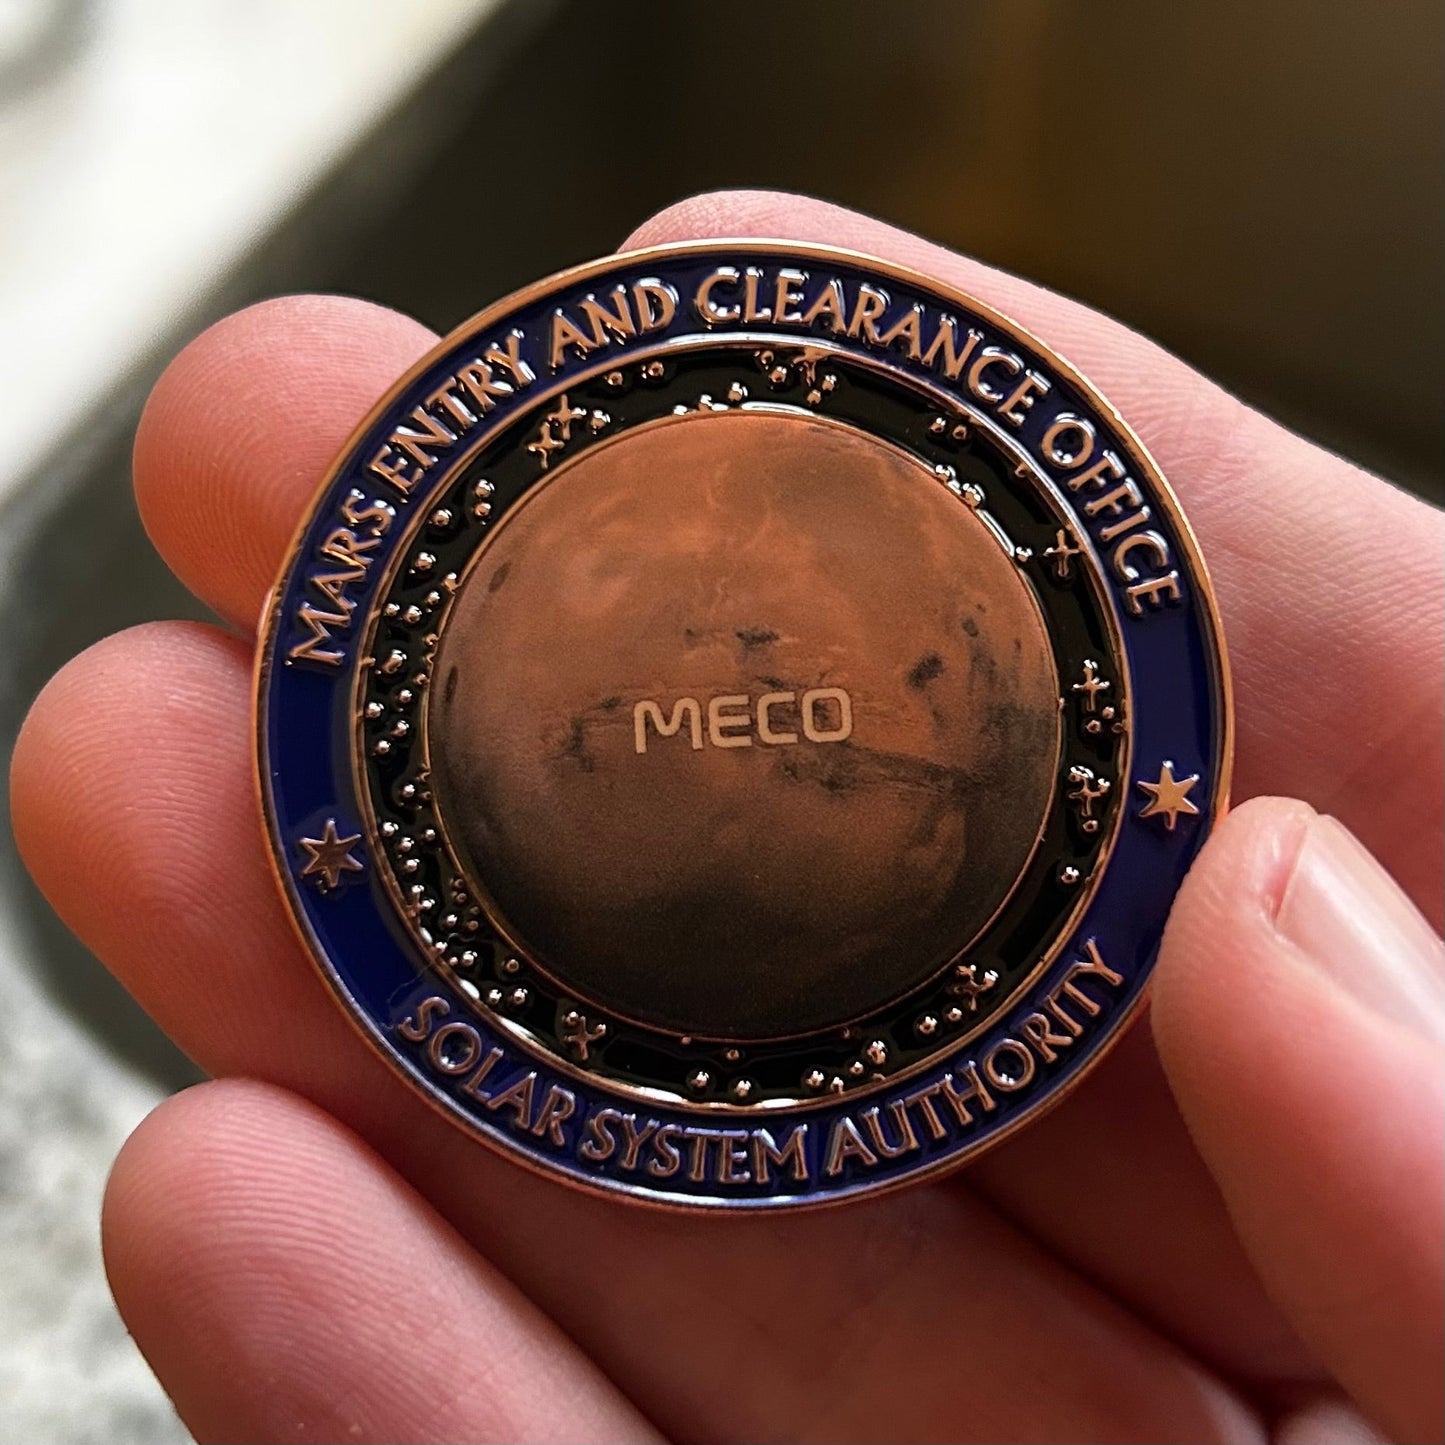 MARS ENTRY AND CLEARANCE OFFICE
MECO
SOLAR SYSTEM AUTHORITY